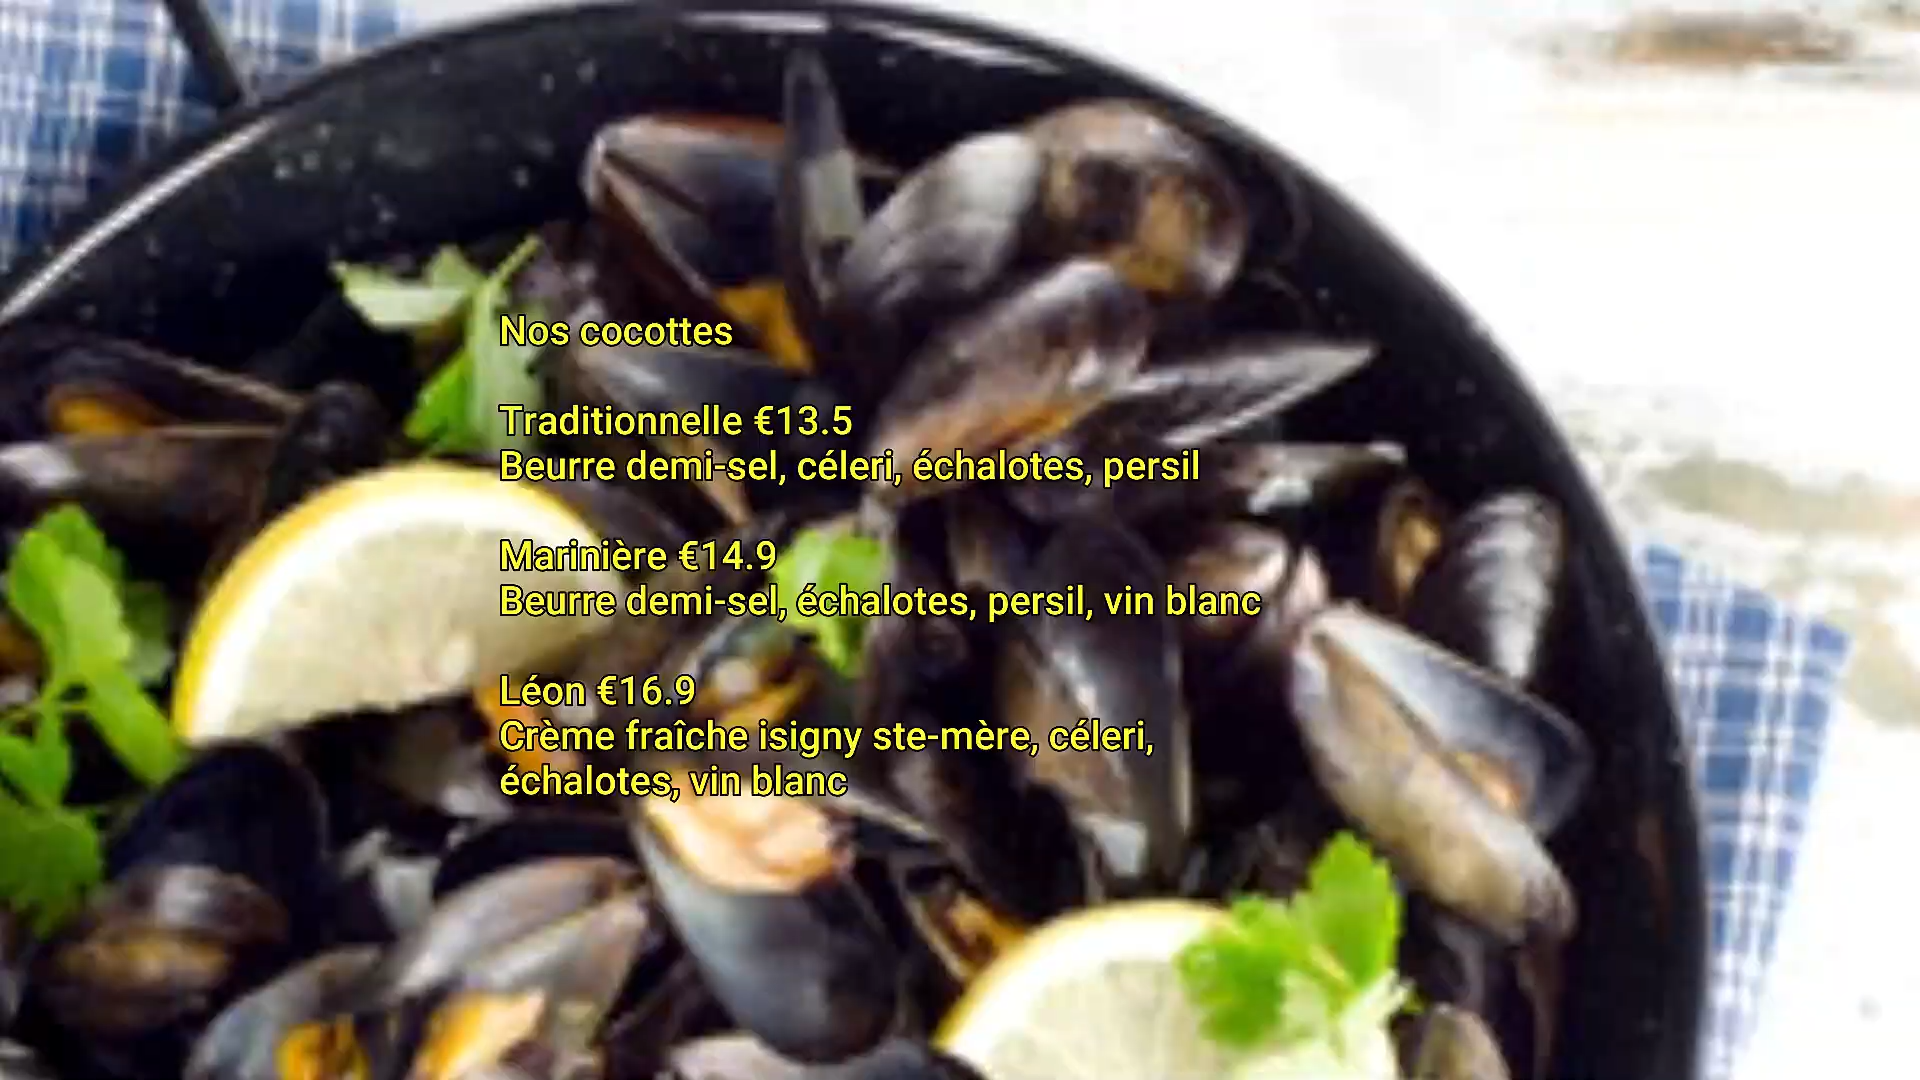 Nos cocottes
Traditionnelle €13.5
Beurre demi-sel, céleri, échalotes, persil
Marinière €14.9
Beurre demi-sel, échalotes, persil, vin blanc
Léon €16.9
Crème fraîche isigny ste-mère, céleri,
échalotes, vin blanc